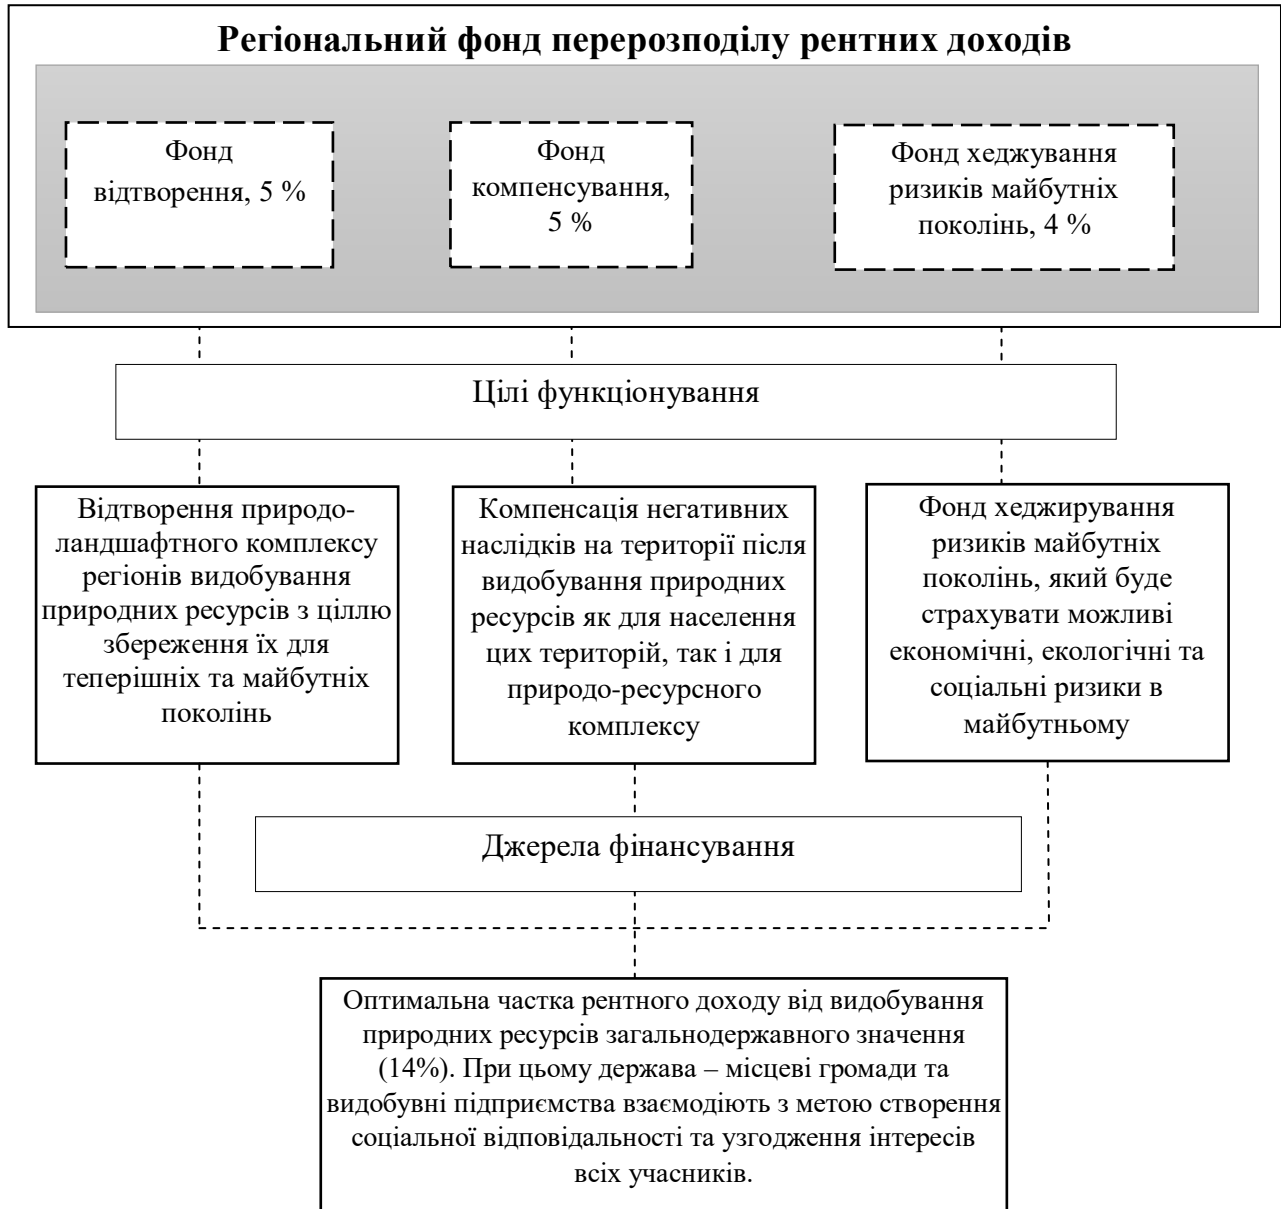 Регіональний фонд перерозподілу рентних доходів
Фонд
відтворення, 5 %
Фонд
компенсування,
5 %
Фонд хеджування
ризиків майбутніх
поколінь, 4 %
Цілі функціонування
Відтворення природо-
ландшафтного комплексу
регіонів видобування
природних ресурсів з ціллю
збереження їх для
теперішніх та майбутніх
поколінь
Компенсація негативних
наслідків на території після
видобування природних
ресурсів як для населення
цих територій, так і для
природо-ресурсного
комплексу
Фонд хеджирування
ризиків майбутніх
поколінь, який буде
страхувати можливі
економічні, екологічні та
соціальні ризики в
майбутньому
Джерела фінансування
Оптимальна частка рентного доходу від видобування
природних ресурсів загальнодержавного значення
(14%). При цьому держава – місцеві громади та
видобувні підприємства взаємодіють з метою створення
соціальної відповідальності та узгодження інтересів
всіх учасників.